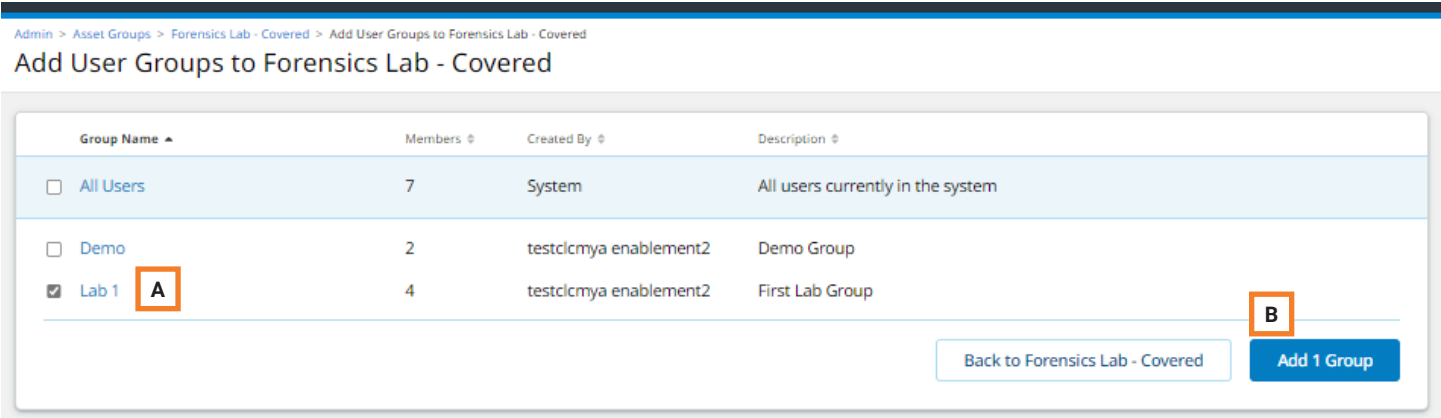 Admin > Asset Groups > Forensics Lab - Covered > Add User Groups to Forensics Lab - Covered
Add User Groups to Forensics Lab - Covered
Group Name Members Created By Description
All Users 7 System All users currently in the system
Demo 2 testclcmya enablement2 Demo Group
Lab 1 A 4 testclcmya enablement2 First Lab Group
B
Back to Forensics Lab - Covered Add 1 Group